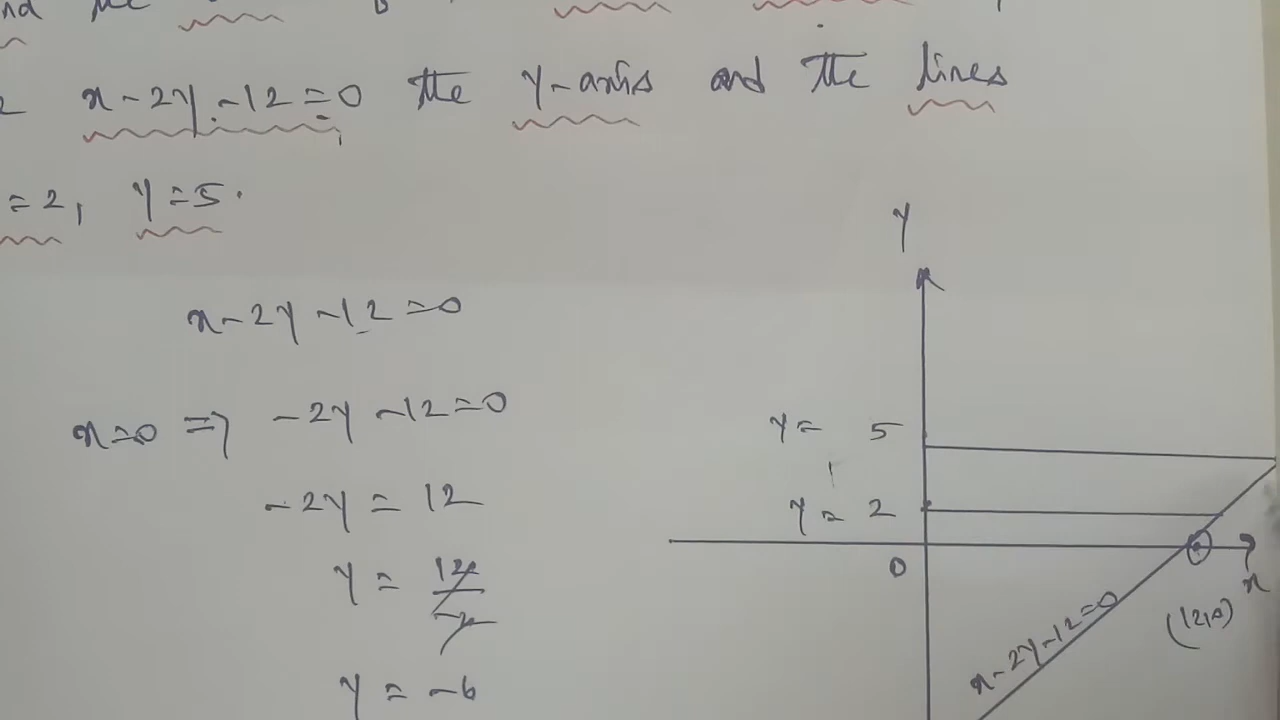 x - 2y - 12 = 0 the y-axis and the lines
= 2, y = 5.
x - 2y - 12 = 0
x = 0 => -2y - 12 = 0
-2y = 12
y = 12/-2
y = -6
Y
y = 5
y = 2
0
x
(12,0)
x - 2y - 12 = 0